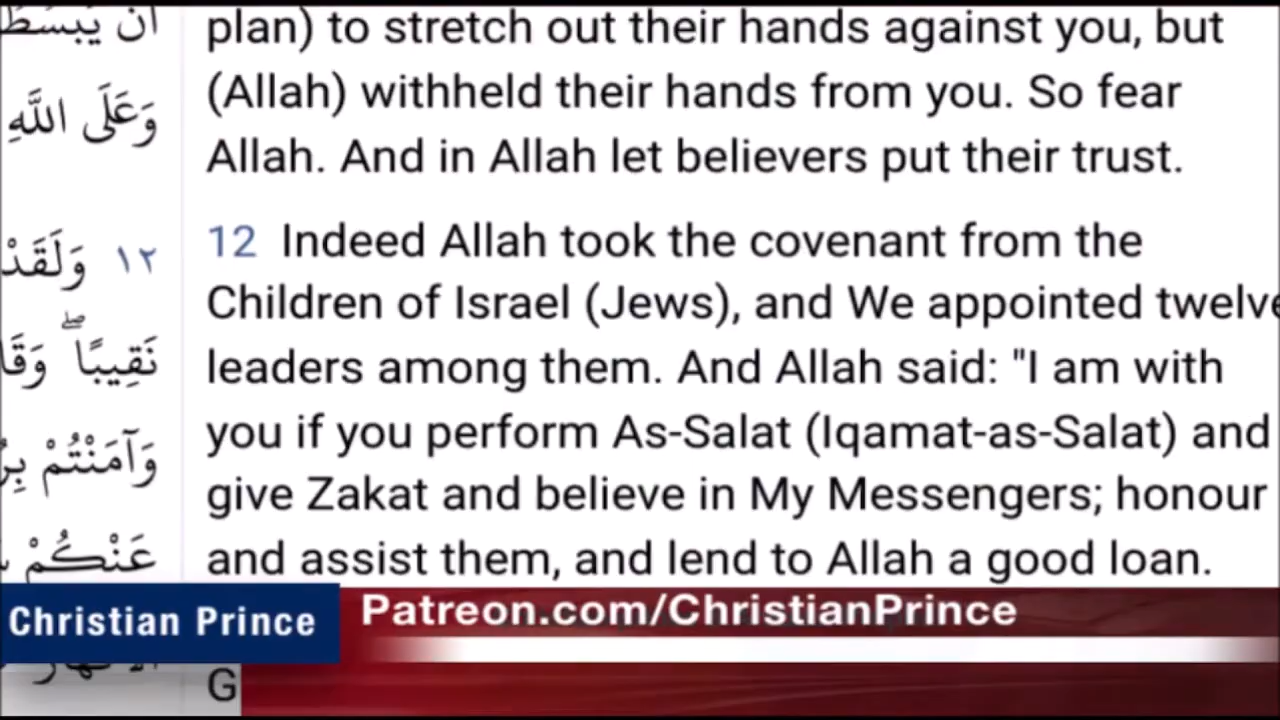 أن يَبْسُطُ
plan) to stretch out their hands against you, but
وَعَلَى اللَّهِ
(Allah) withheld their hands from you. So fear
Allah. And in Allah let believers put their trust.
١٢ وَلَقَدْ
12 Indeed Allah took the covenant from the
Children of Israel (Jews), and We appointed twelve
نَقِيبًا ۖ وَقَا
leaders among them. And Allah said: "I am with
وَآمَنْتُمْ
you if you perform As-Salat (Iqamat-as-Salat) and
give Zakat and believe in My Messengers; honour
عَنْكُمْ
and assist them, and lend to Allah a good loan.
Christian Prince
Patreon.com/ChristianPrince
G